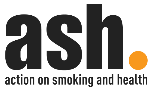 ash.
action on smoking and health